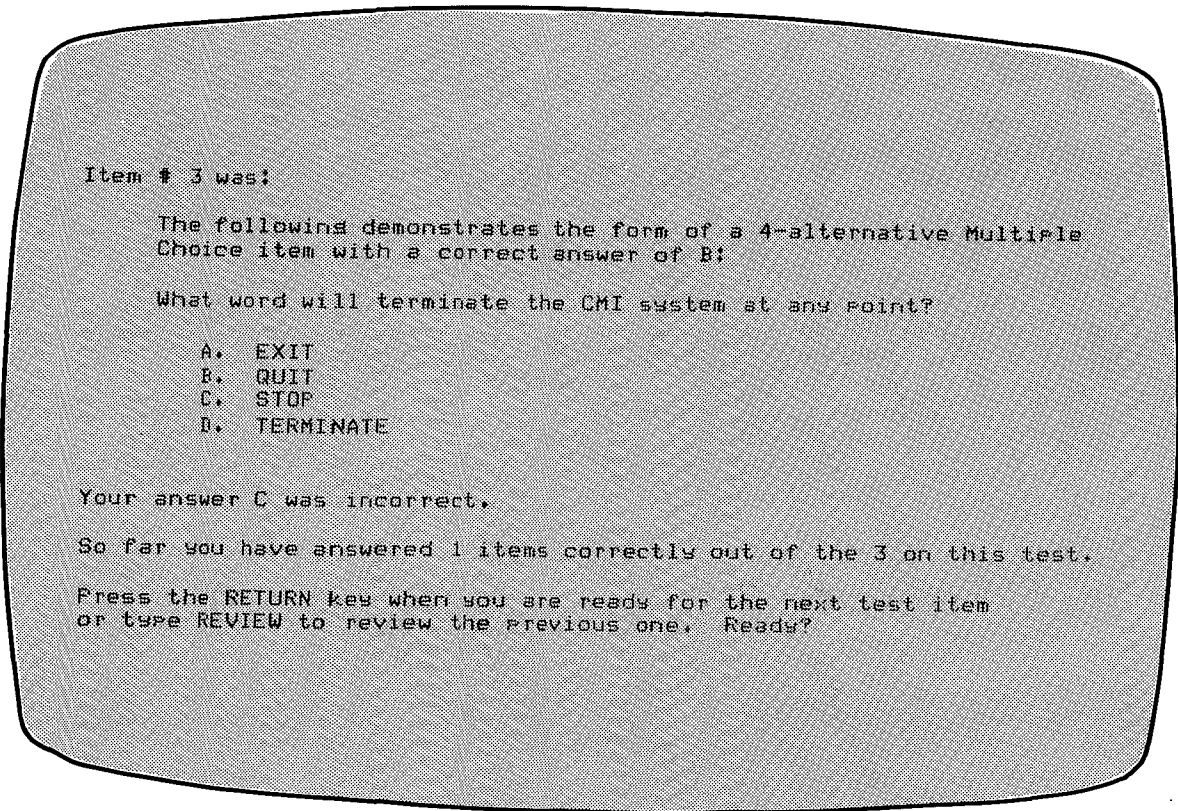 Item # 3 was:
The following demonstrates the form of a 4-alternative Multiple
Choice item with a correct answer of B:
What word will terminate the CMI system at any point?
A. EXIT
B. QUIT
C. STOP
D. TERMINATE
Your answer C was incorrect.
So far you have answered 1 items correctly out of the 3 on this test.
Press the RETURN key when you are ready for the next test item
or type REVIEW to review the previous one. Ready?